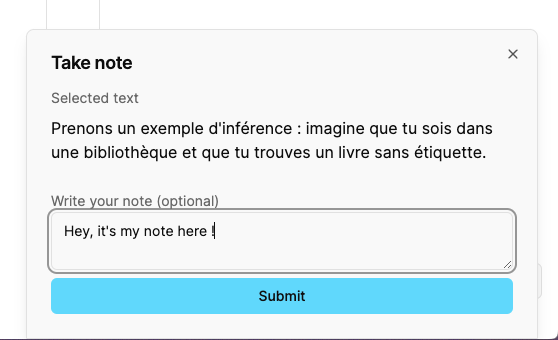 Take note
Selected text
Prenons un exemple d'inférence : imagine que tu sois dans
une bibliothèque et que tu trouves un livre sans étiquette.
Write your note (optional)
Hey, it's my note here !
Submit